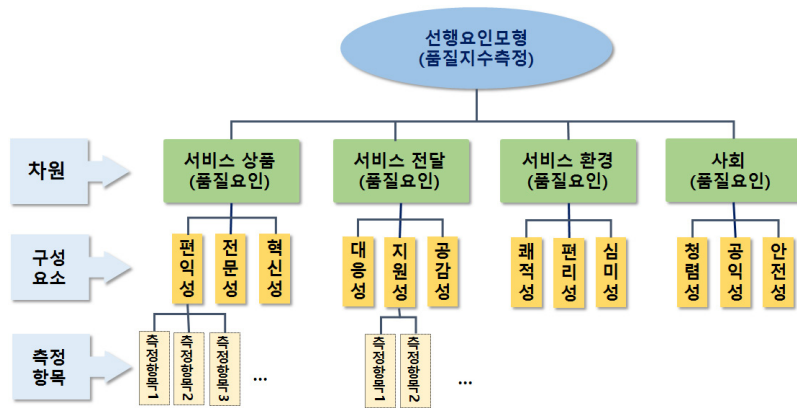 선행요인모형
(품질지수측정)
차원
서비스 상품
(품질요인)
서비스 전달
(품질요인)
서비스 환경
(품질요인)
사회
(품질요인)
구성
요소
편익성
전문성
혁신성
대응성
지원성
공감성
쾌적성
편리성
심미성
청렴성
공익성
안전성
측정
항목
측정항목1
측정항목2
측정항목3
...
측정항목1
측정항목2
...